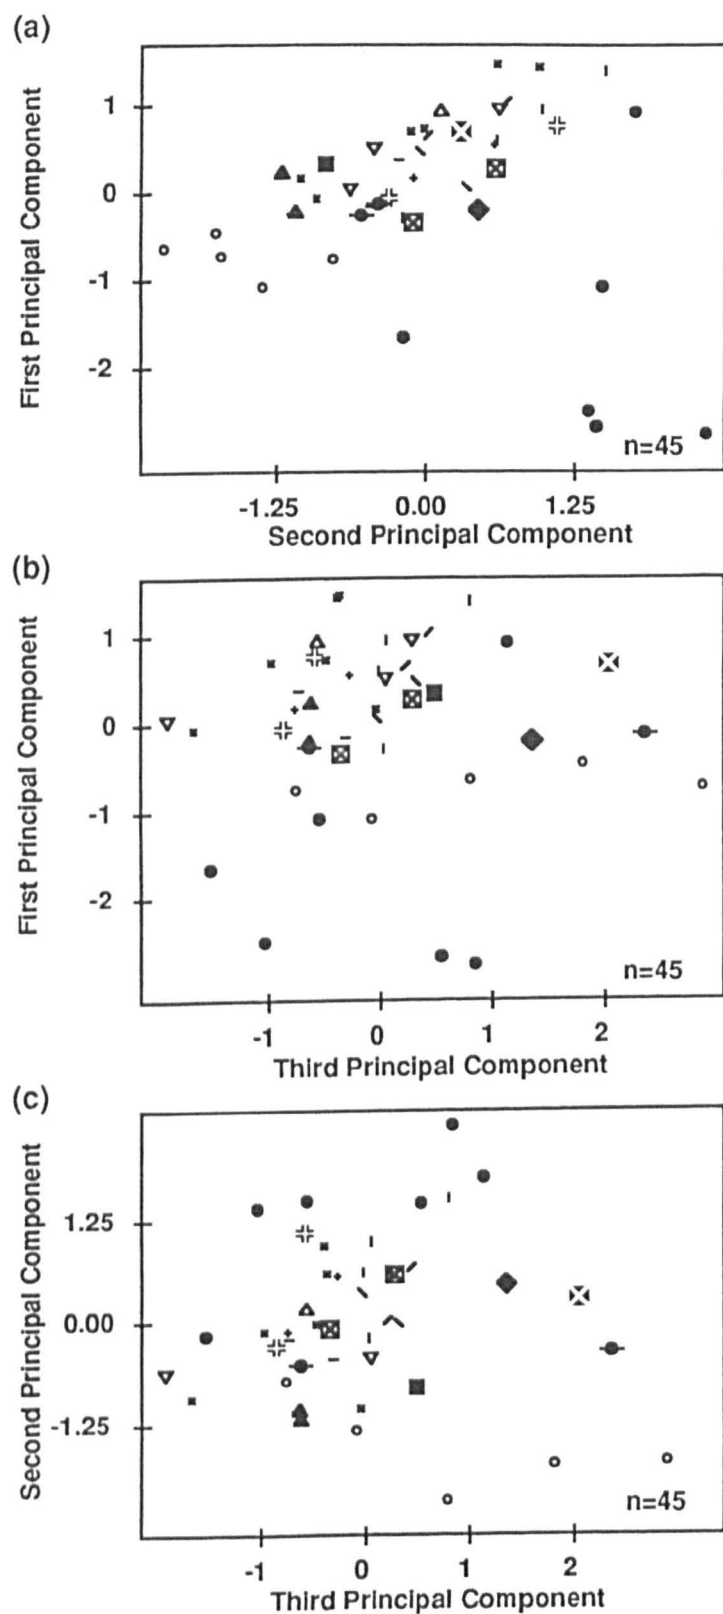 (a)
First Principal Component
1
0
-1
-2
n=45
-1.25
0.00
1.25
Second Principal Component
(b)
First Principal Component
1
0
-1
-2
n=45
-1
0
1
2
Third Principal Component
(c)
Second Principal Component
1.25
0.00
-1.25
n=45
-1
0
1
2
Third Principal Component